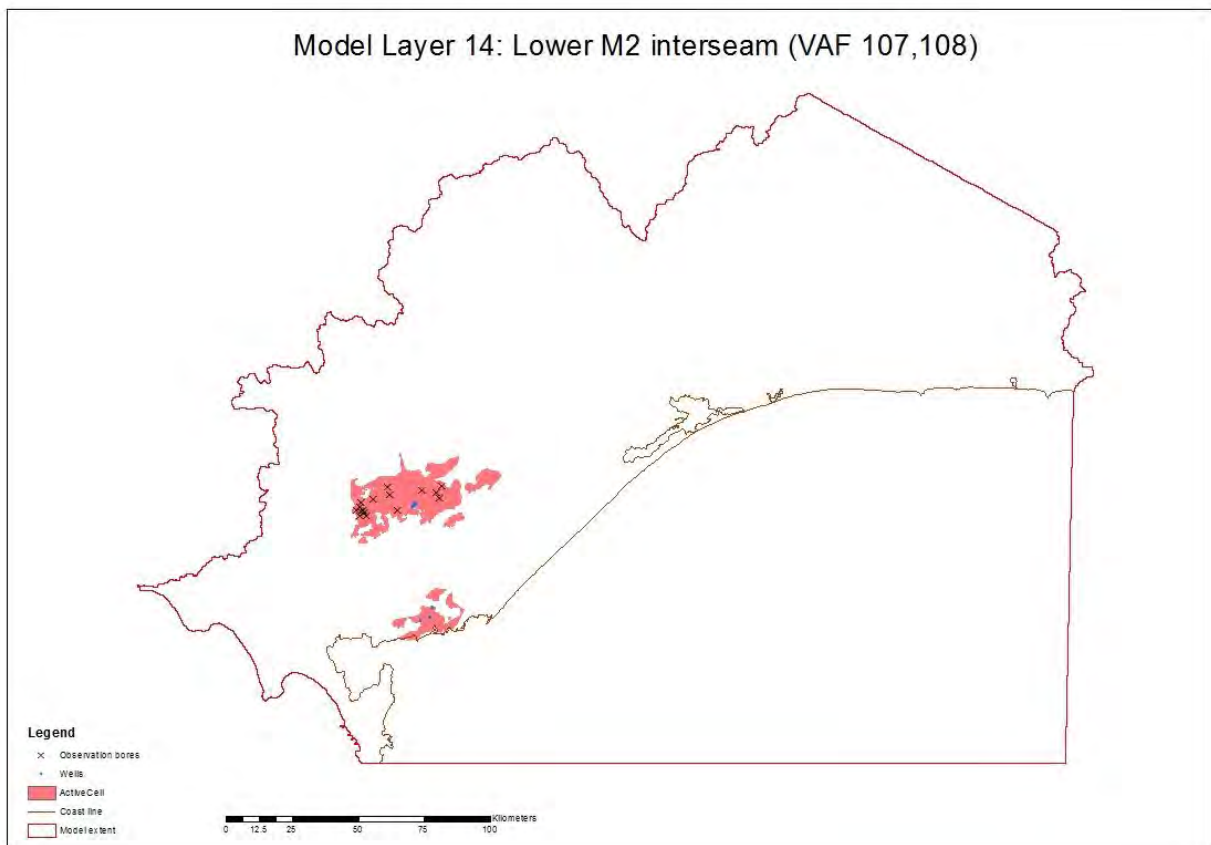 Model Layer 14: Lower M2 interseam (VAF 107,108)
Legend
Observation bores
Wells
ActiveCell
Coast line
Model extent
Kilometers
0 12.5 25 50 75 100